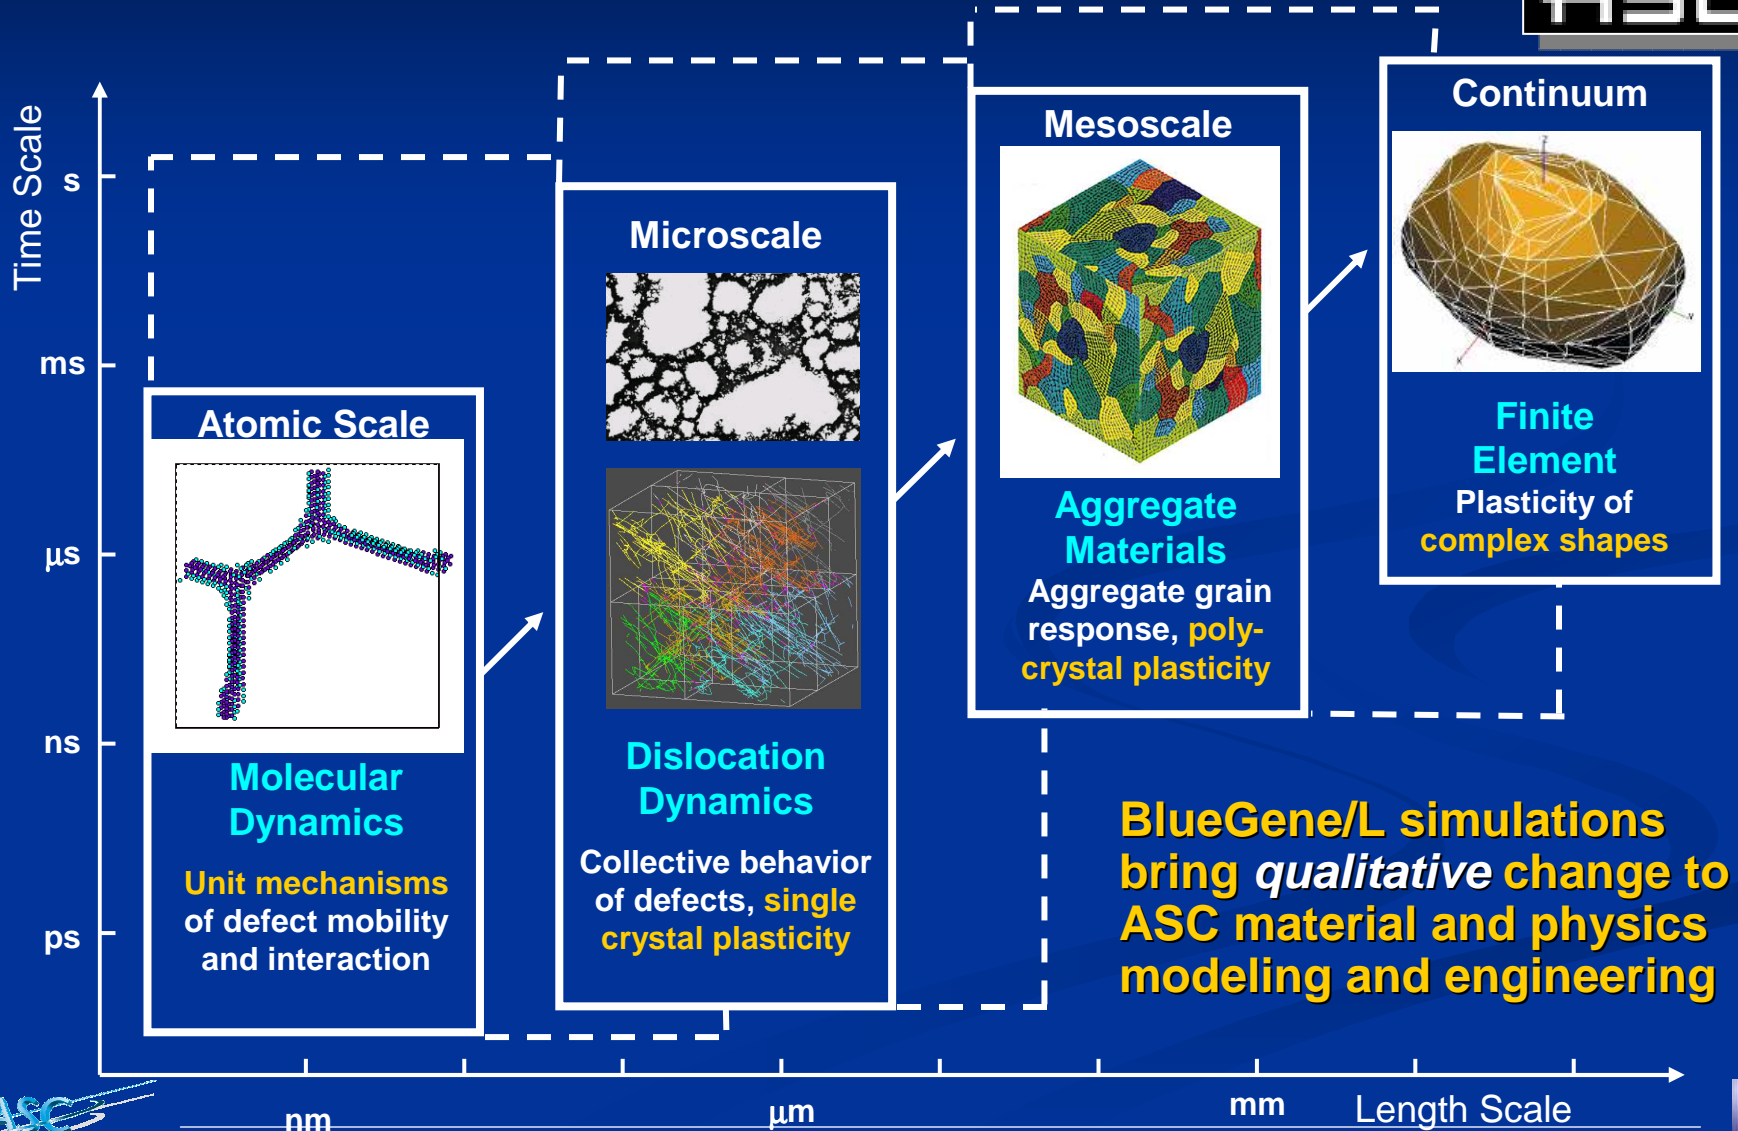 Time Scale
s
ms
μs
ns
ps
Atomic Scale
Molecular
Dynamics
Unit mechanisms
of defect mobility
and interaction
Microscale
Dislocation
Dynamics
Collective behavior
of defects, single
crystal plasticity
Mesoscale
Aggregate
Materials
Aggregate grain
response, poly-
crystal plasticity
Continuum
Z
Y
X
Finite
Element
Plasticity of
complex shapes
BlueGene/L simulations
bring qualitative change to
ASC material and physics
modeling and engineering
nm
μm
mm
Length Scale
ASC